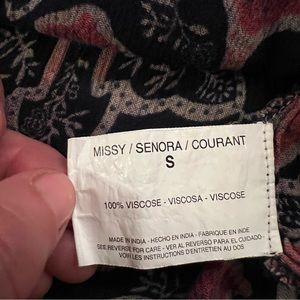 MISSY / SENORA / COURANT
S
100% VISCOSE - VISCOSA - VISCOSE
MADE IN INDIA - HECHO EN INDIA - FABRIQUE EN INDE
SEE REVERSE FOR CARE - VER AL REVERSO PARA EL CUIDADO
VOIR LES INSTRUCTIONS D'ENTRETIEN AU DOS